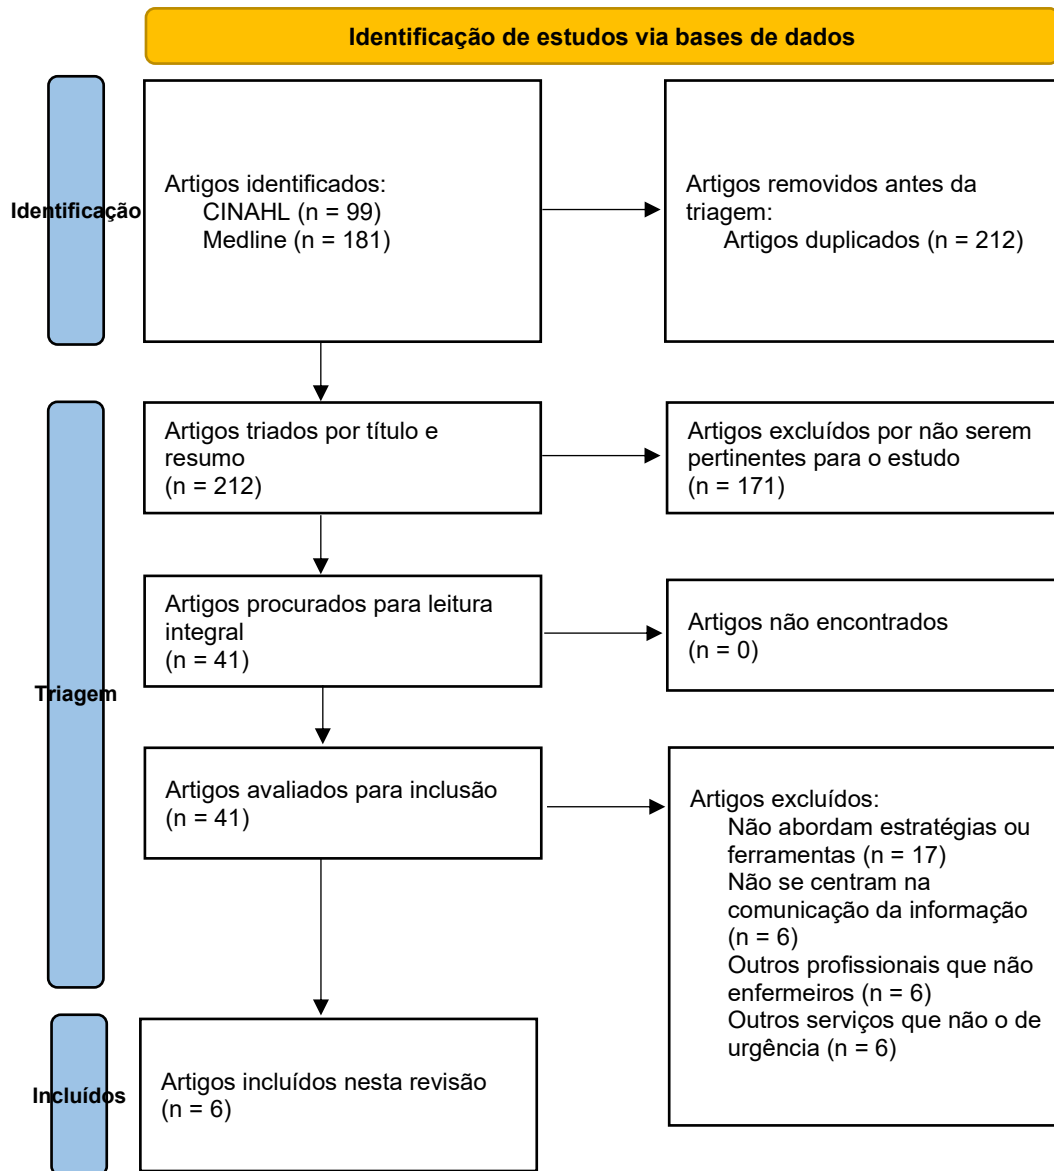 Identificação de estudos via bases de dados
Identificação
Artigos identificados:
CINAHL (n = 99)
Medline (n = 181)
Artigos removidos antes da
triagem:
Artigos duplicados (n = 212)
Triagem
Artigos triados por título e
resumo
(n = 212)
Artigos excluídos por não serem
pertinentes para o estudo
(n = 171)
Artigos procurados para leitura
integral
(n = 41)
Artigos não encontrados
(n = 0)
Artigos avaliados para inclusão
(n = 41)
Artigos excluídos:
Não abordam estratégias ou
ferramentas (n = 17)
Não se centram na
comunicação da informação
(n = 6)
Outros profissionais que não
enfermeiros (n = 6)
Outros serviços que não o de
urgência (n = 6)
Incluídos
Artigos incluídos nesta revisão
(n = 6)